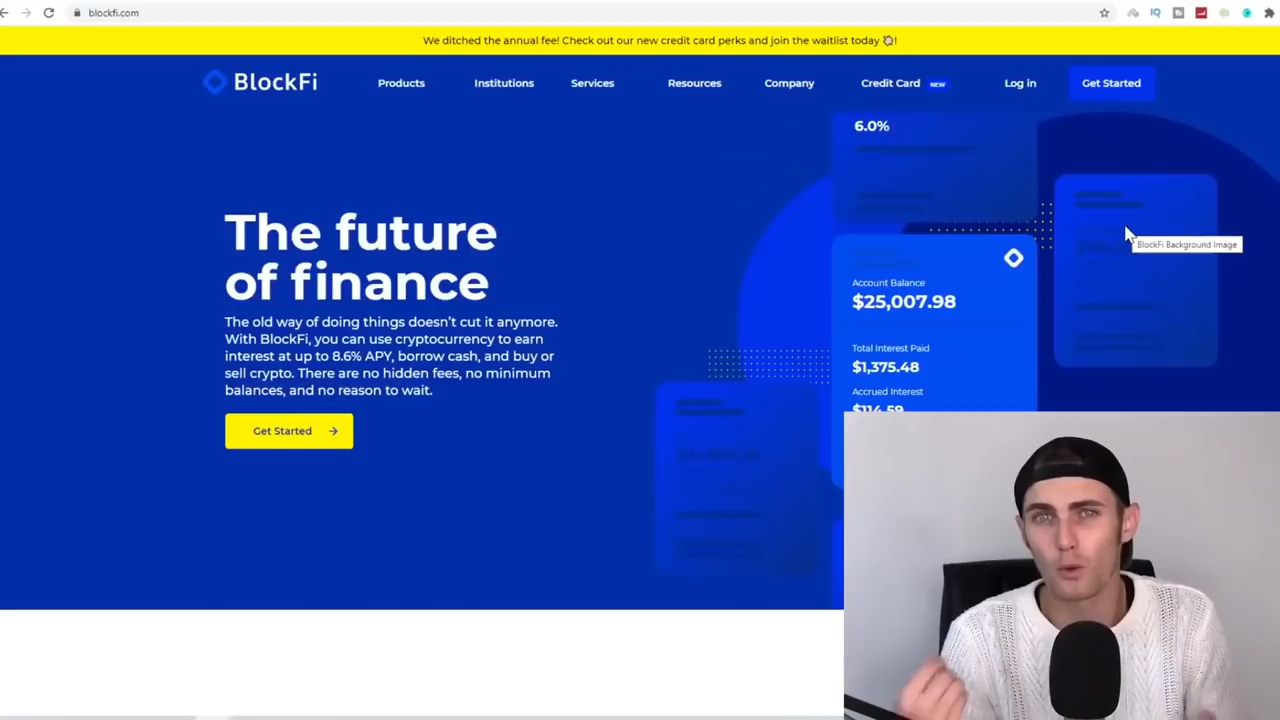 blockfi.com
We ditched the annual fee! Check out our new credit card perks and join the waitlist today !
BlockFi
Products
Institutions
Services
Resources
Company
Credit Card NEW
Log in
Get Started
6.0%
The future
of finance
The old way of doing things doesn't cut it anymore.
With BlockFi, you can use cryptocurrency to earn
interest at up to 8.6% APY, borrow cash, and buy or
sell crypto. There are no hidden fees, no minimum
balances, and no reason to wait.
Get Started
Account Balance
$25,007.98
Total Interest Paid
$1,375.48
Accrued Interest
$114.59
BlockFi Background Image